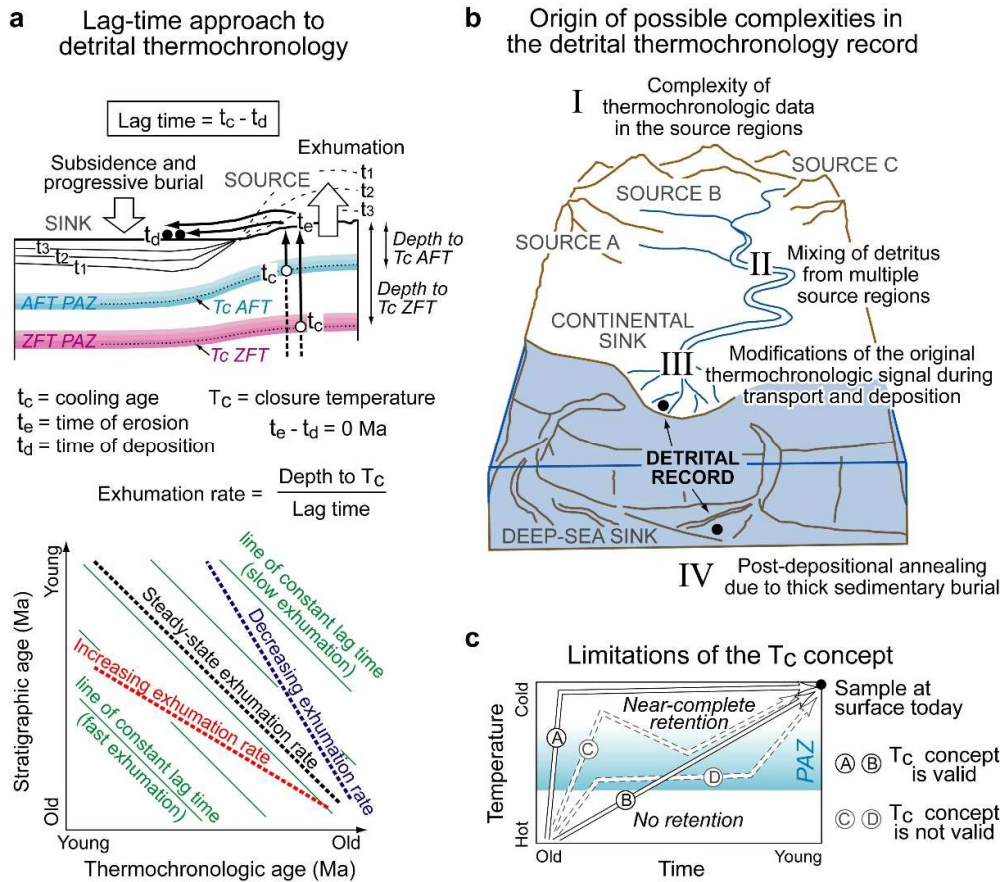 a
Lag-time approach to
detrital thermochronology
Lag time = tc - td
Subsidence and
progressive burial
Exhumation
SOURCE
t1
t2
t3
SINK
td
te
t3
t2
t1
tc
Depth to
Tc AFT
Depth to
Tc ZFT
AFT PAZ
Tc AFT
tc
ZFT PAZ
Tc ZFT
tc = cooling age
te = time of erosion
td = time of deposition
Tc = closure temperature
te - td = 0 Ma
Exhumation rate = Depth to Tc
Lag time
Stratigraphic age (Ma)
Young
Old
line of constant lag time
(slow exhumation)
Steady-state exhumation rate
Decreasing exhumation rate
Increasing exhumation rate
line of constant lag time
(fast exhumation)
Young
Old
Thermochronologic age (Ma)
b
Origin of possible complexities in
the detrital thermochronology record
I
Complexity of
thermochronologic data
in the source regions
SOURCE C
SOURCE B
SOURCE A
II
Mixing of detritus
from multiple
source regions
CONTINENTAL
SINK
III
Modifications of the original
thermochronologic signal during
transport and deposition
DETRITAL
RECORD
DEEP-SEA SINK
IV
Post-depositional annealing
due to thick sedimentary burial
c
Limitations of the Tc concept
Temperature
Cold
Hot
Near-complete
retention
A
C
D
B
PAZ
No retention
Old
Young
Time
Sample at
surface today
A B Tc concept
is valid
C D Tc concept
is not valid